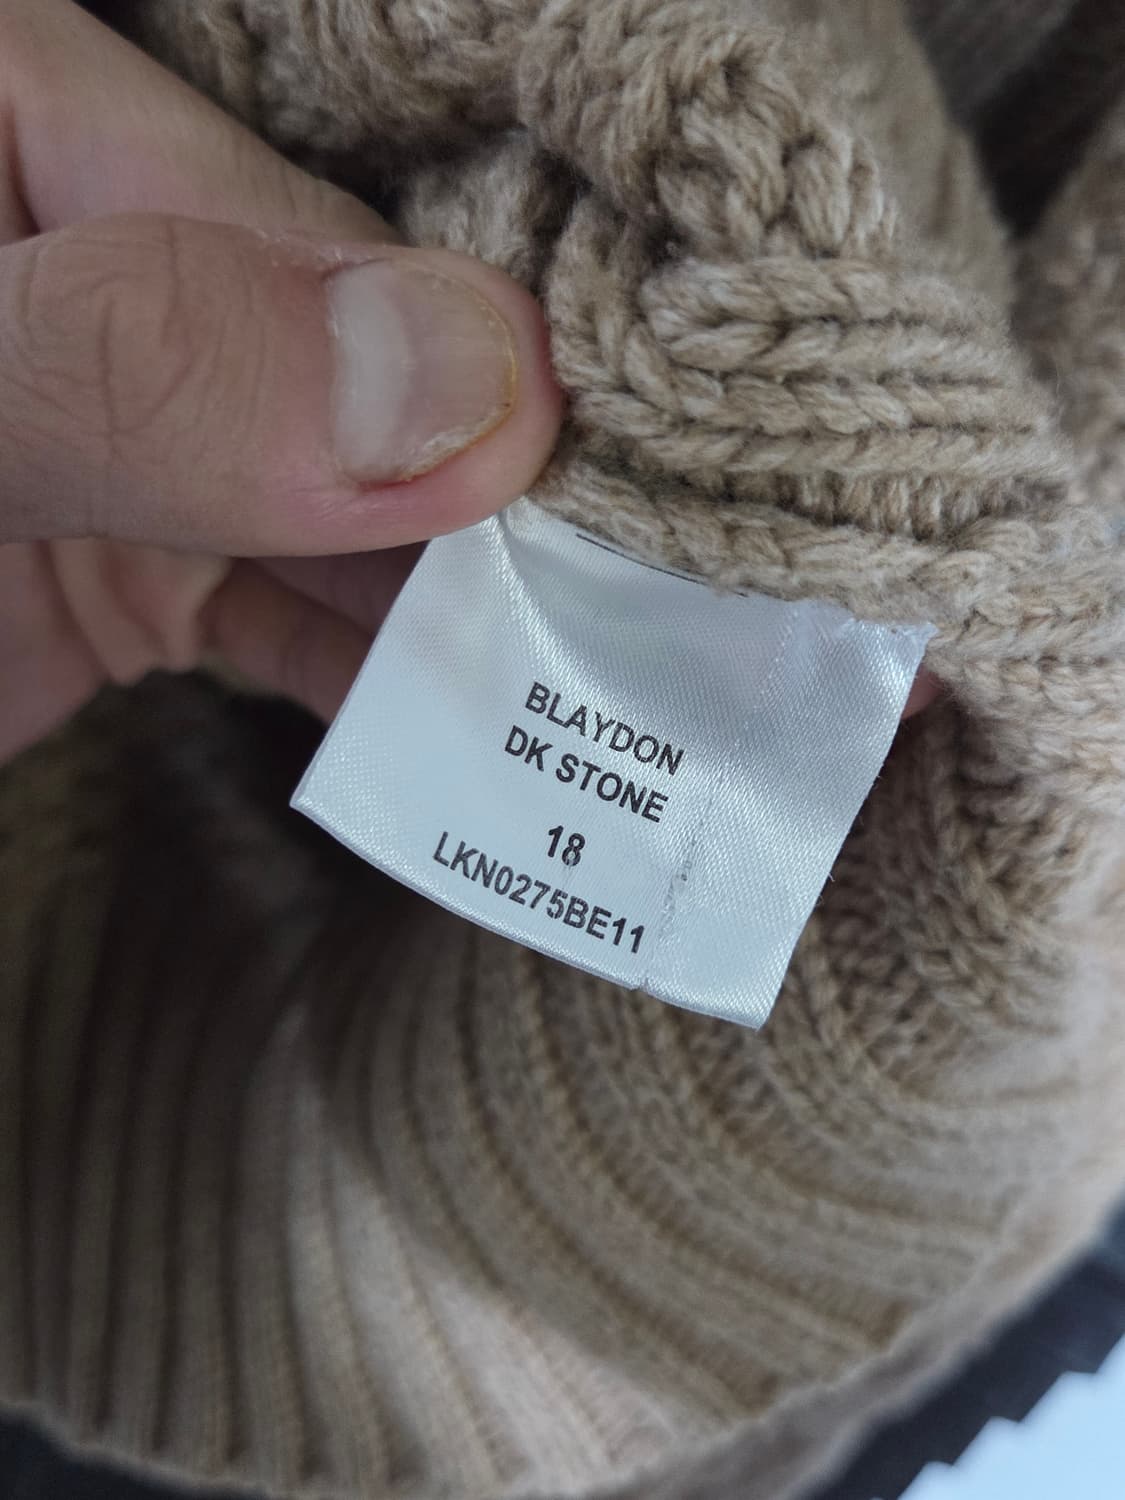 BLAYDON
DK STONE
18
LKN0275BE11